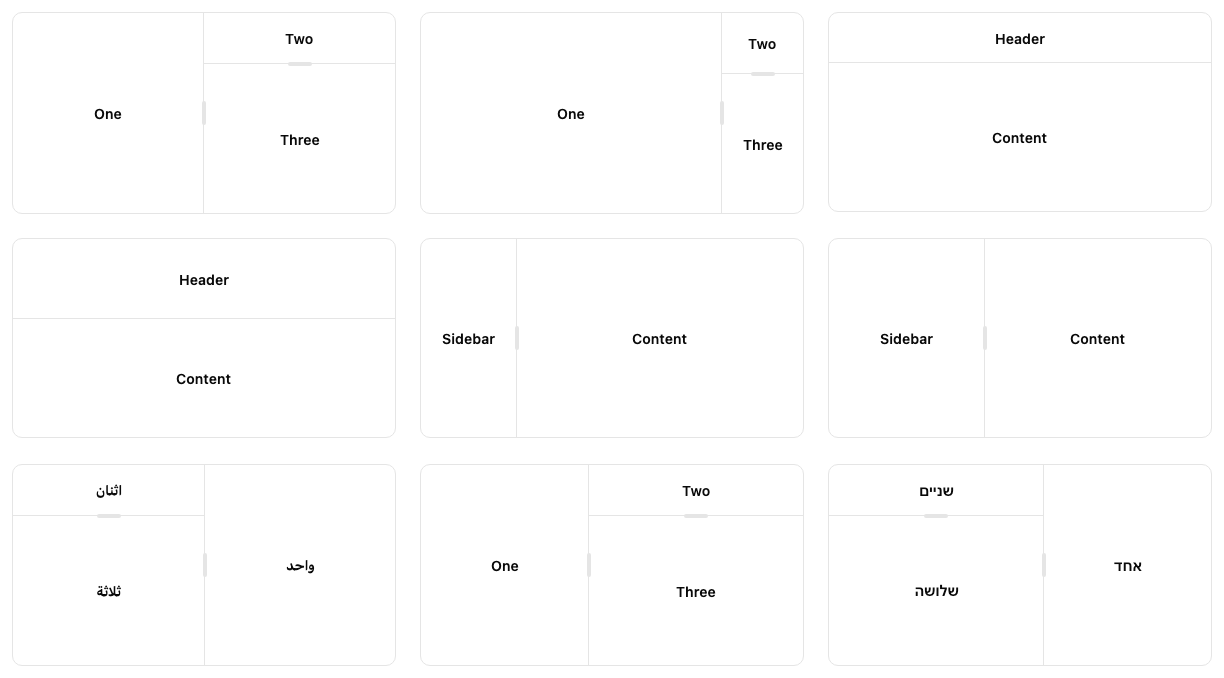 One
Two
Three
One
Two
Three
Header
Content
Header
Content
Sidebar
Content
Sidebar
Content
واحد
اثنان
ثلاثة
One
Two
Three
אחד
שניים
שלושה